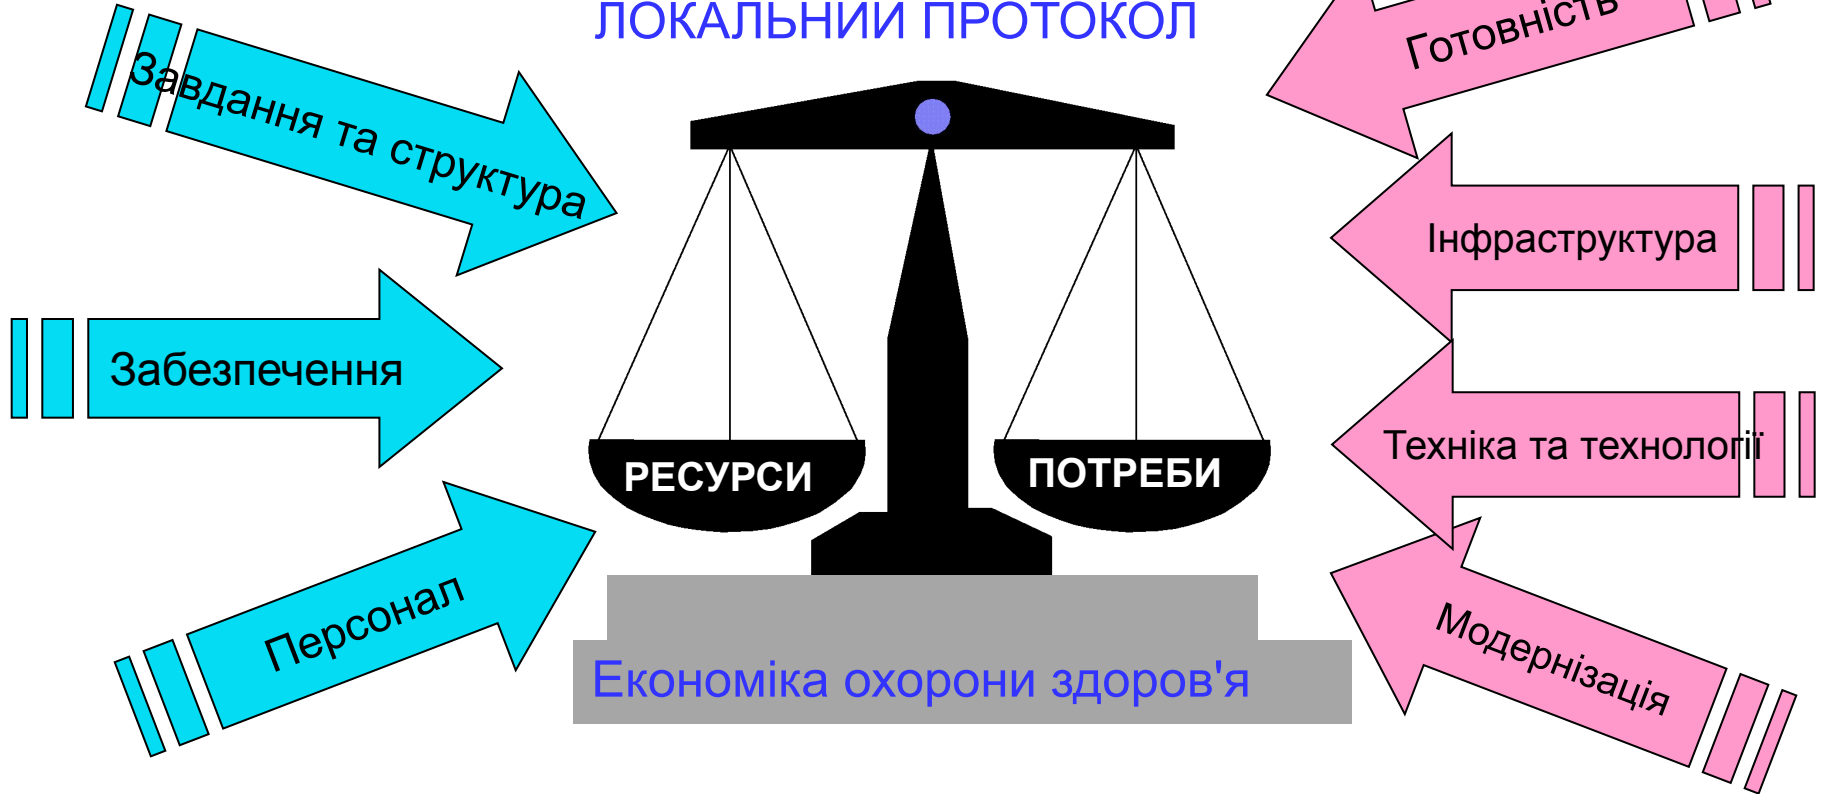 ЛОКАЛЬНИЙ ПРОТОКОЛ
Завдання та структура
Забезпечення
Персонал
РЕСУРСИ
ПОТРЕБИ
Готовність
Інфраструктура
Техніка та технології
Модернізація
Економіка охорони здоров'я